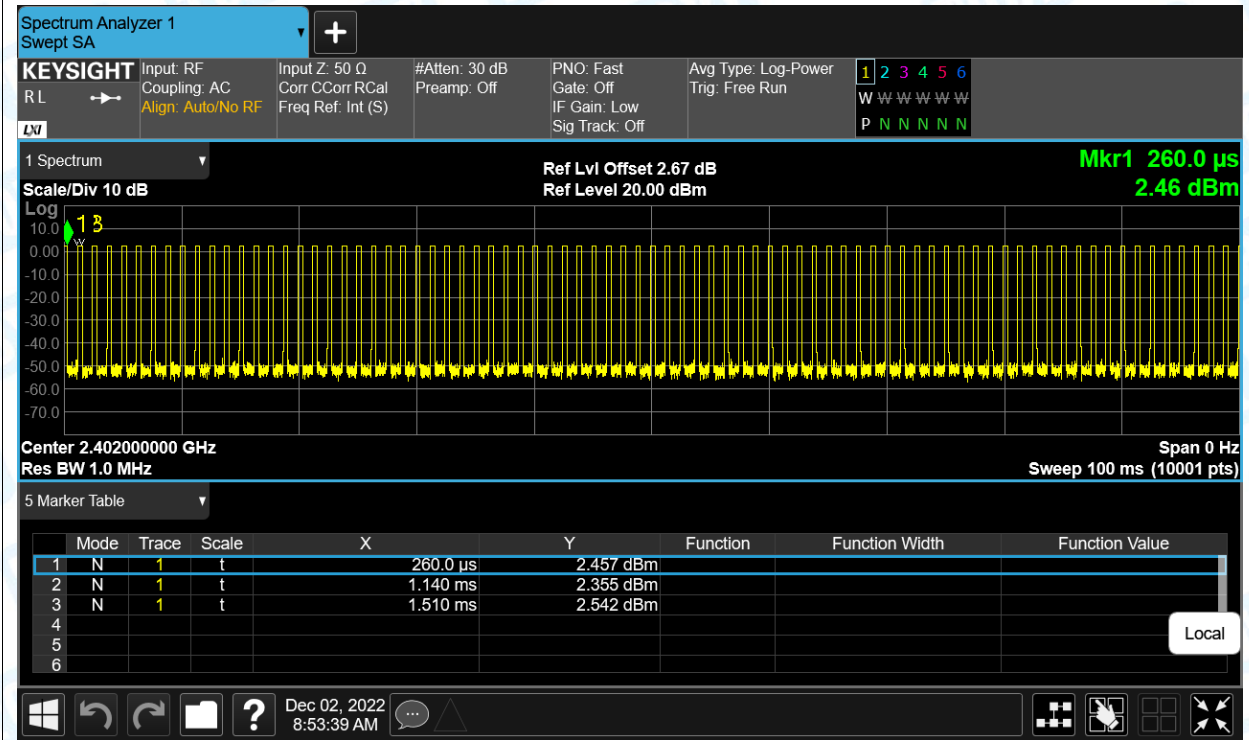 Spectrum Analyzer 1
Swept SA
KEYSIGHT Input: RF Input Z: 50 Ω #Atten: 30 dB PNO: Fast Avg Type: Log-Power 1 2 3 4 5 6
R L Coupling: AC Corr CCorr RCal Preamp: Off Gate: Off Trig: Free Run W W W W W W
Align: Auto/No RF Freq Ref: Int (S) IF Gain: Low
LXI Sig Track: Off P N N N N N
1 Spectrum Ref Lvl Offset 2.67 dB Mkr1 260.0 µs
Scale/Div 10 dB Ref Level 20.00 dBm 2.46 dBm
Log
10.0
0.00
-10.0
-20.0
-30.0
-40.0
-50.0
-60.0
-70.0
Center 2.402000000 GHz Span 0 Hz
Res BW 1.0 MHz Sweep 100 ms (10001 pts)
5 Marker Table
Mode Trace Scale X Y Function Function Width Function Value
1 N 1 t 260.0 µs 2.457 dBm
2 N 1 t 1.140 ms 2.355 dBm
3 N 1 t 1.510 ms 2.542 dBm
4
5
6
Local
Dec 02, 2022
8:53:39 AM